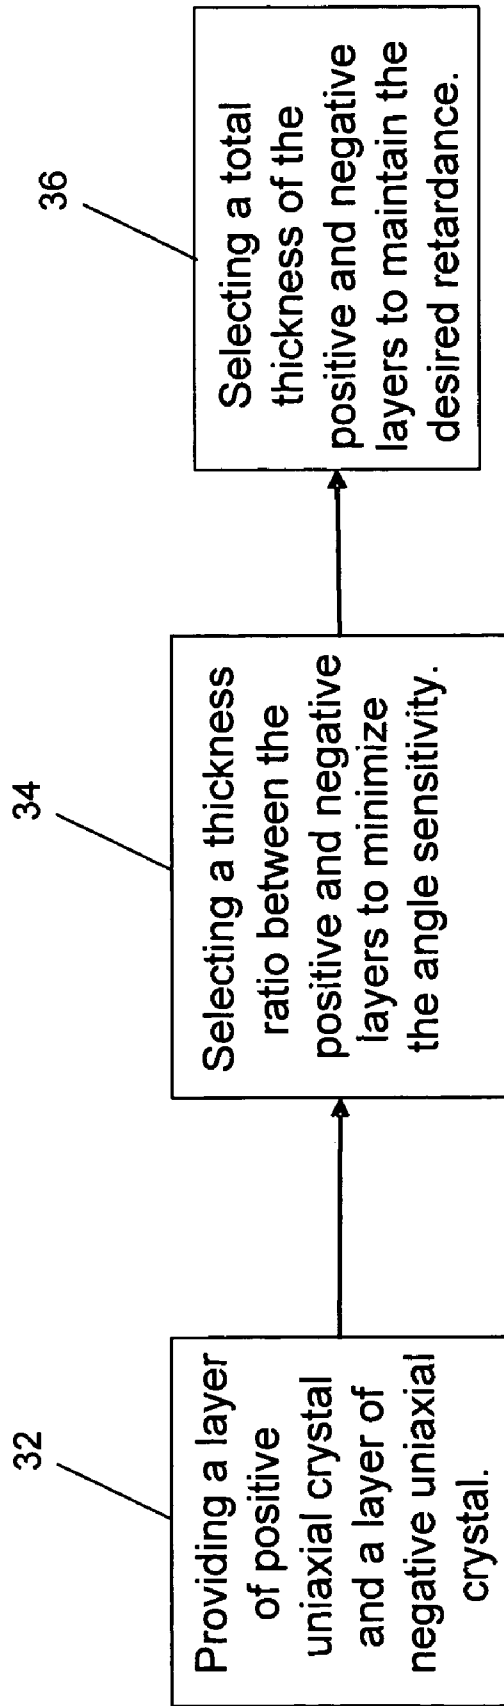 32
Providing a layer
of positive
uniaxial crystal
and a layer of
negative uniaxial
crystal.
34
Selecting a thickness
ratio between the
positive and negative
layers to minimize
the angle sensitivity.
36
Selecting a total
thickness of the
positive and negative
layers to maintain the
desired retardance.